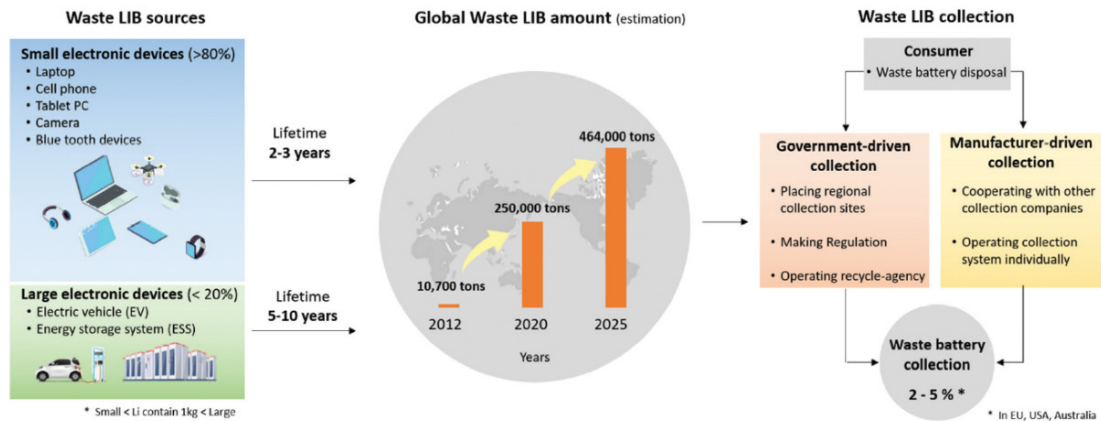 Waste LIB sources
Small electronic devices (>80%)
• Laptop
• Cell phone
• Tablet PC
• Camera
• Blue tooth devices
Large electronic devices (< 20%)
• Electric vehicle (EV)
• Energy storage system (ESS)
* Small < Li contain 1kg < Large
Lifetime
2-3 years
Lifetime
5-10 years
Global Waste LIB amount (estimation)
464,000 tons
250,000 tons
10,700 tons
2012
2020
2025
Years
Waste LIB collection
Consumer
• Waste battery disposal
Government-driven
collection
• Placing regional
collection sites
• Making Regulation
• Operating recycle-agency
Manufacturer-driven
collection
• Cooperating with other
collection companies
• Operating collection
system individually
Waste battery
collection
2 - 5 % *
* In EU, USA, Australia